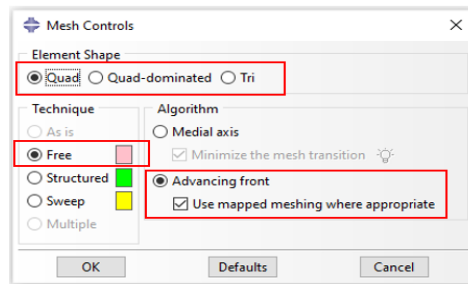 Mesh Controls
Element Shape
Quad Quad-dominated Tri
Technique
As is
Free
Structured
Sweep
Multiple
Algorithm
Medial axis
Minimize the mesh transition
Advancing front
Use mapped meshing where appropriate
OK Defaults Cancel